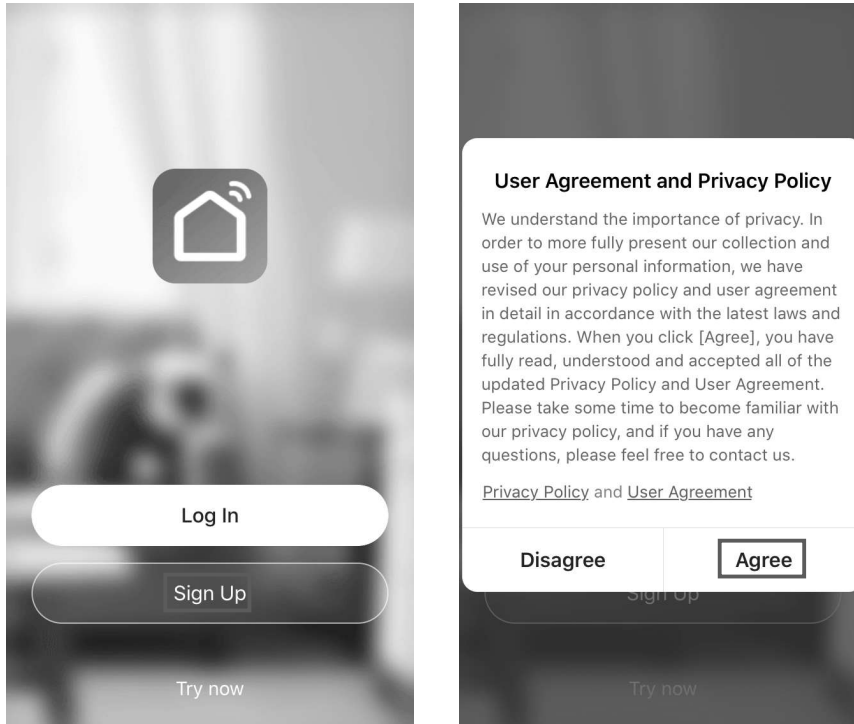 Log In
Sign Up
Try now
User Agreement and Privacy Policy
We understand the importance of privacy. In
order to more fully present our collection and
use of your personal information, we have
revised our privacy policy and user agreement
in detail in accordance with the latest laws and
regulations. When you click [Agree], you have
fully read, understood and accepted all of the
updated Privacy Policy and User Agreement.
Please take some time to become familiar with
our privacy policy, and if you have any
questions, please feel free to contact us.
Privacy Policy and User Agreement
Disagree Agree
Sign Up
Try now